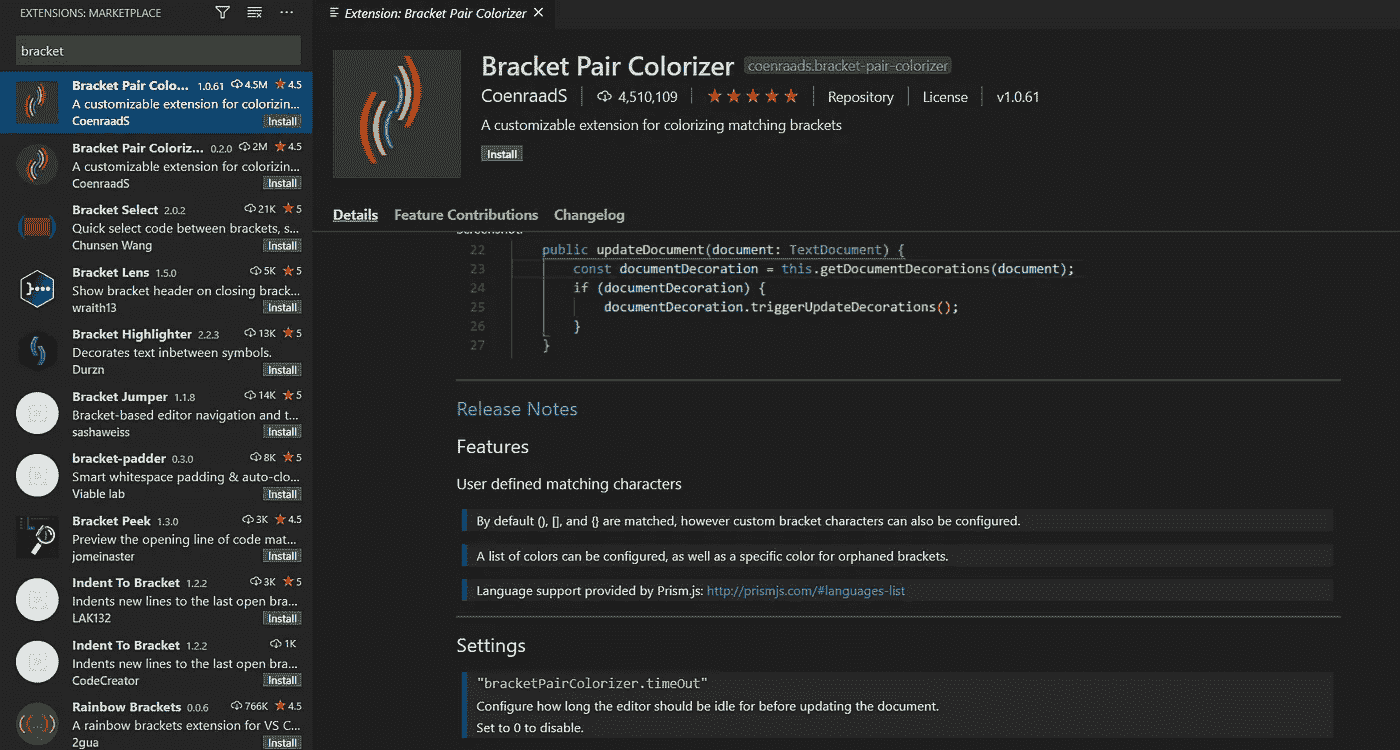 EXTENSIONS: MARKETPLACE
bracket
Bracket Pair Colo... 1.0.61 4.5M 4.5
A customizable extension for colorizin...
CoenraadS Install
Bracket Pair Coloriz... 0.2.0 2M 4.5
A customizable extension for colorizin...
CoenraadS Install
Bracket Select 2.0.2 21K 5
Quick select code between brackets, s...
Chunsen Wang Install
Bracket Lens 1.5.0 5K 5
Show bracket header on closing brack...
wraith13 Install
Bracket Highlighter 2.2.3 13K 5
Decorates text inbetween symbols.
Durzn Install
Bracket Jumper 1.1.8 14K 5
Bracket-based editor navigation and t...
sashaweiss Install
bracket-padder 0.3.0 8K 5
Smart whitespace padding & auto-clo...
Viable lab Install
Bracket Peek 1.3.0 3K 4.5
Preview the opening line of code mat...
jomeinaster Install
Indent To Bracket 1.2.2 3K 5
Indents new lines to the last open bra...
LAK132 Install
Indent To Bracket 1.2.2 1K
Indents new lines to the last open bra...
CodeCreator Install
Rainbow Brackets 0.0.6 766K 4.5
A rainbow brackets extension for VS C...
2gua Install
Extension: Bracket Pair Colorizer
Bracket Pair Colorizer coenraads.bracket-pair-colorizer
CoenraadS 4,510,109 Repository License v1.0.61
A customizable extension for colorizing matching brackets
Install
Details Feature Contributions Changelog
Screenshot:
22 public updateDocument(document: TextDocument) {
23 const documentDecoration = this.getDocumentDecorations(document);
24 if (documentDecoration) {
25 documentDecoration.triggerUpdateDecorations();
26 }
27 }
Release Notes
Features
User defined matching characters
By default (), [], and {} are matched, however custom bracket characters can also be configured.
A list of colors can be configured, as well as a specific color for orphaned brackets.
Language support provided by Prism.js: http://prismjs.com/#languages-list
Settings
"bracketPairColorizer.timeOut"
Configure how long the editor should be idle for before updating the document.
Set to 0 to disable.